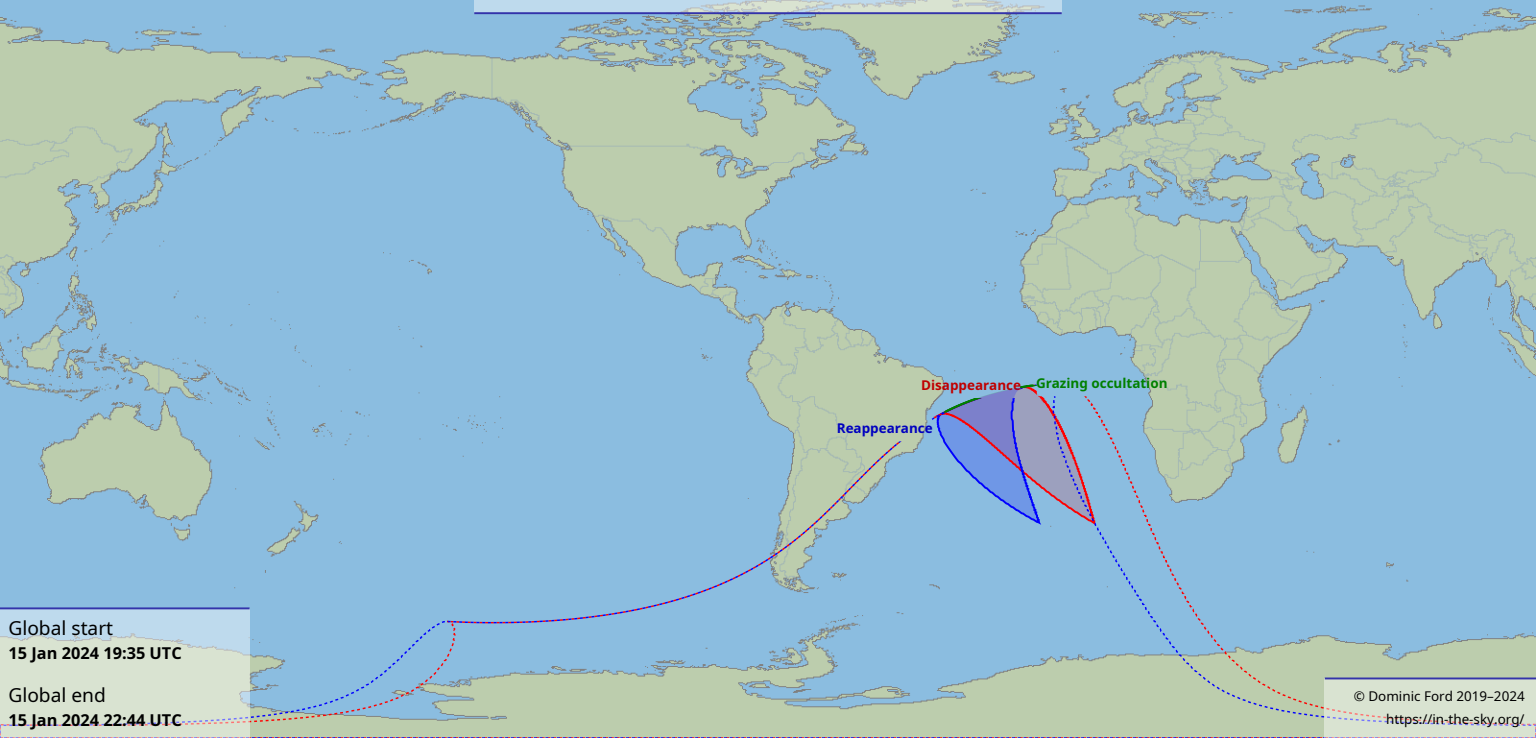 Disappearance
Grazing occultation
Reappearance
Global start
15 Jan 2024 19:35 UTC
Global end
15 Jan 2024 22:44 UTC
© Dominic Ford 2019–2024
https://in-the-sky.org/